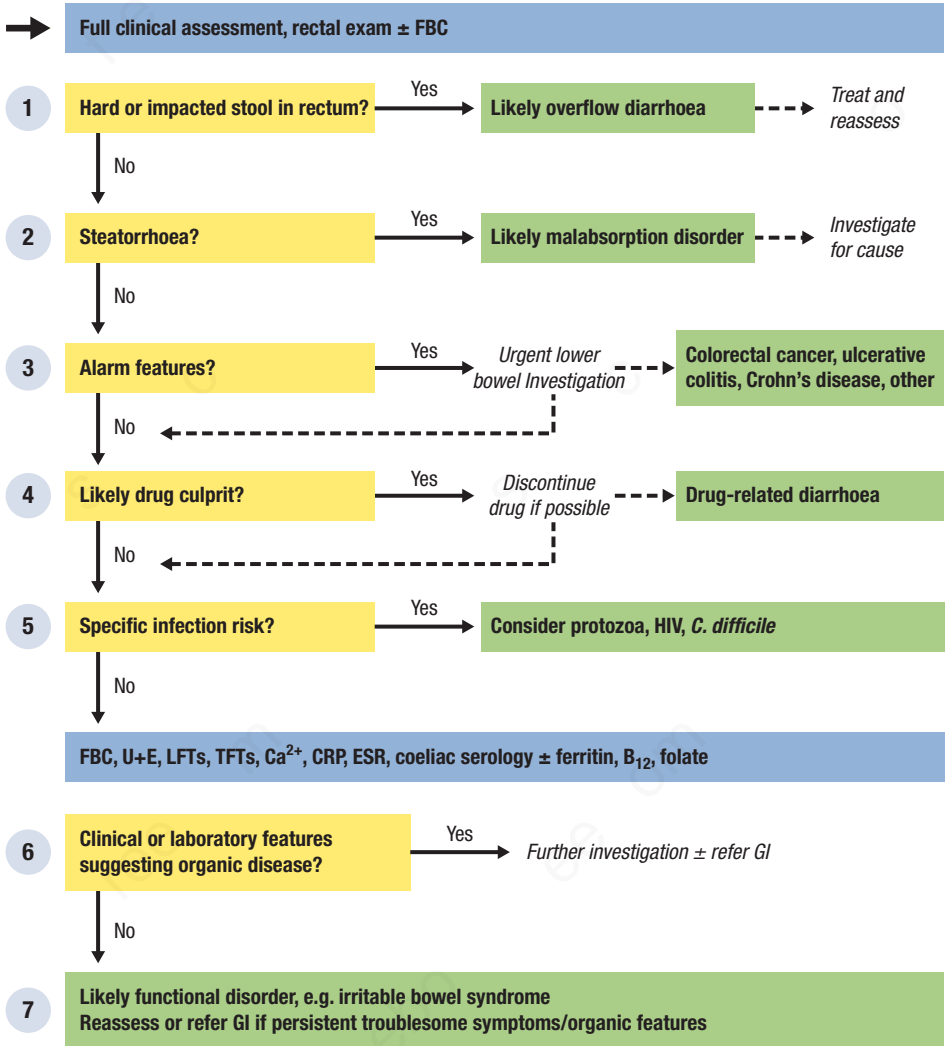 Full clinical assessment, rectal exam ± FBC
1
Hard or impacted stool in rectum?
Yes
Likely overflow diarrhoea
Treat and
reassess
No
2
Steatorrhoea?
Yes
Likely malabsorption disorder
Investigate
for cause
No
3
Alarm features?
Yes
Urgent lower
bowel Investigation
Colorectal cancer, ulcerative
colitis, Crohn's disease, other
No
4
Likely drug culprit?
Yes
Discontinue
drug if possible
Drug-related diarrhoea
No
5
Specific infection risk?
Yes
Consider protozoa, HIV, C. difficile
No
FBC, U+E, LFTs, TFTs, Ca²⁺, CRP, ESR, coeliac serology ± ferritin, B₁₂, folate
6
Clinical or laboratory features
suggesting organic disease?
Yes
Further investigation ± refer GI
No
7
Likely functional disorder, e.g. irritable bowel syndrome
Reassess or refer GI if persistent troublesome symptoms/organic features